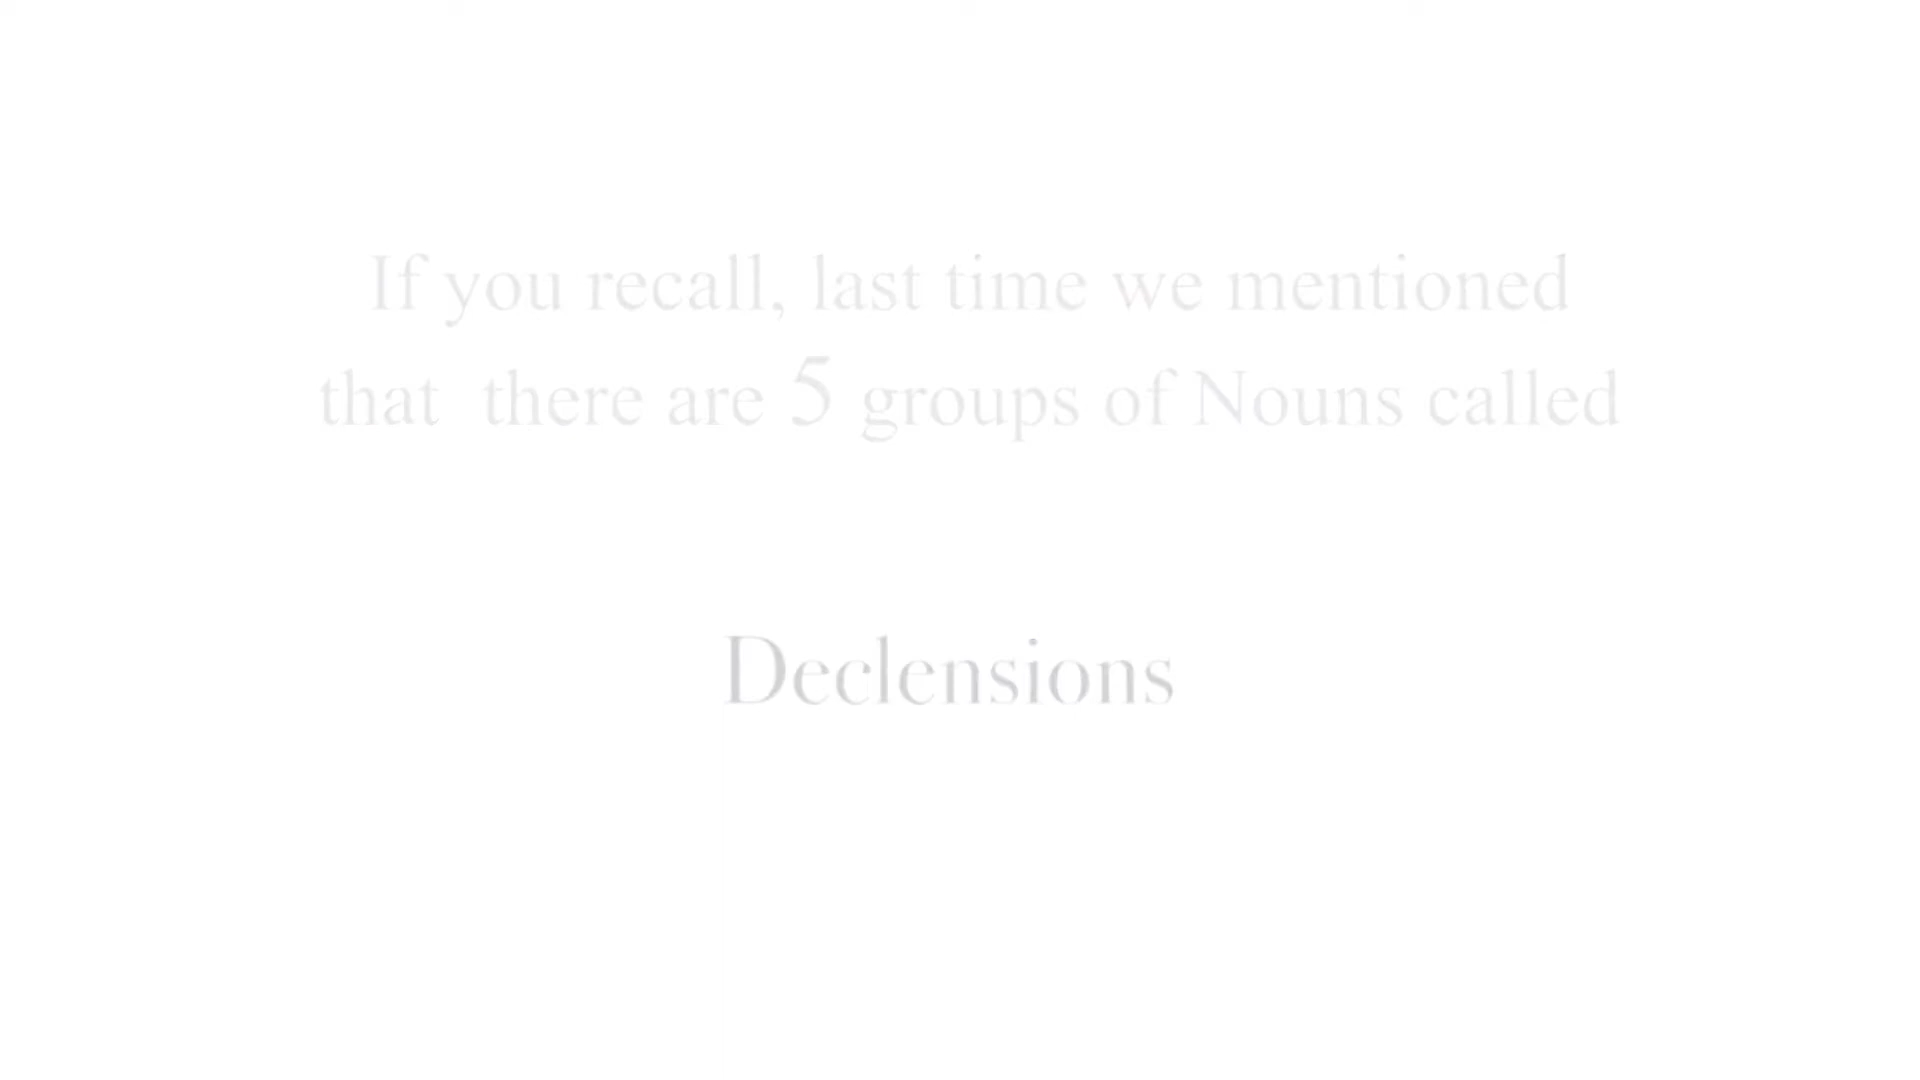 If you recall, last time we mentioned
that  there are 5 groups of Nouns called
Declensions